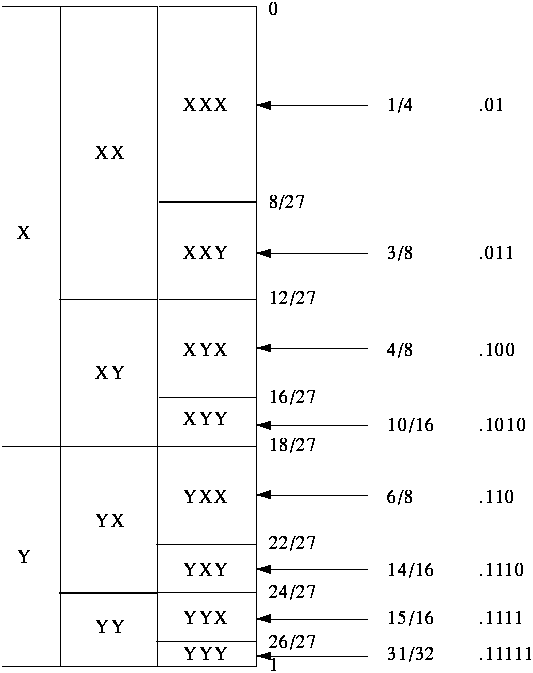 0
XXX 1/4 .01
XX
8/27
X
XXY 3/8 .011
12/27
XYX 4/8 .100
XY
16/27
XYY 10/16 .1010
18/27
YXX 6/8 .110
YX
22/27
Y
YXY 14/16 .1110
24/27
YYX 15/16 .1111
YY
26/27
YYY 31/32 .11111
1